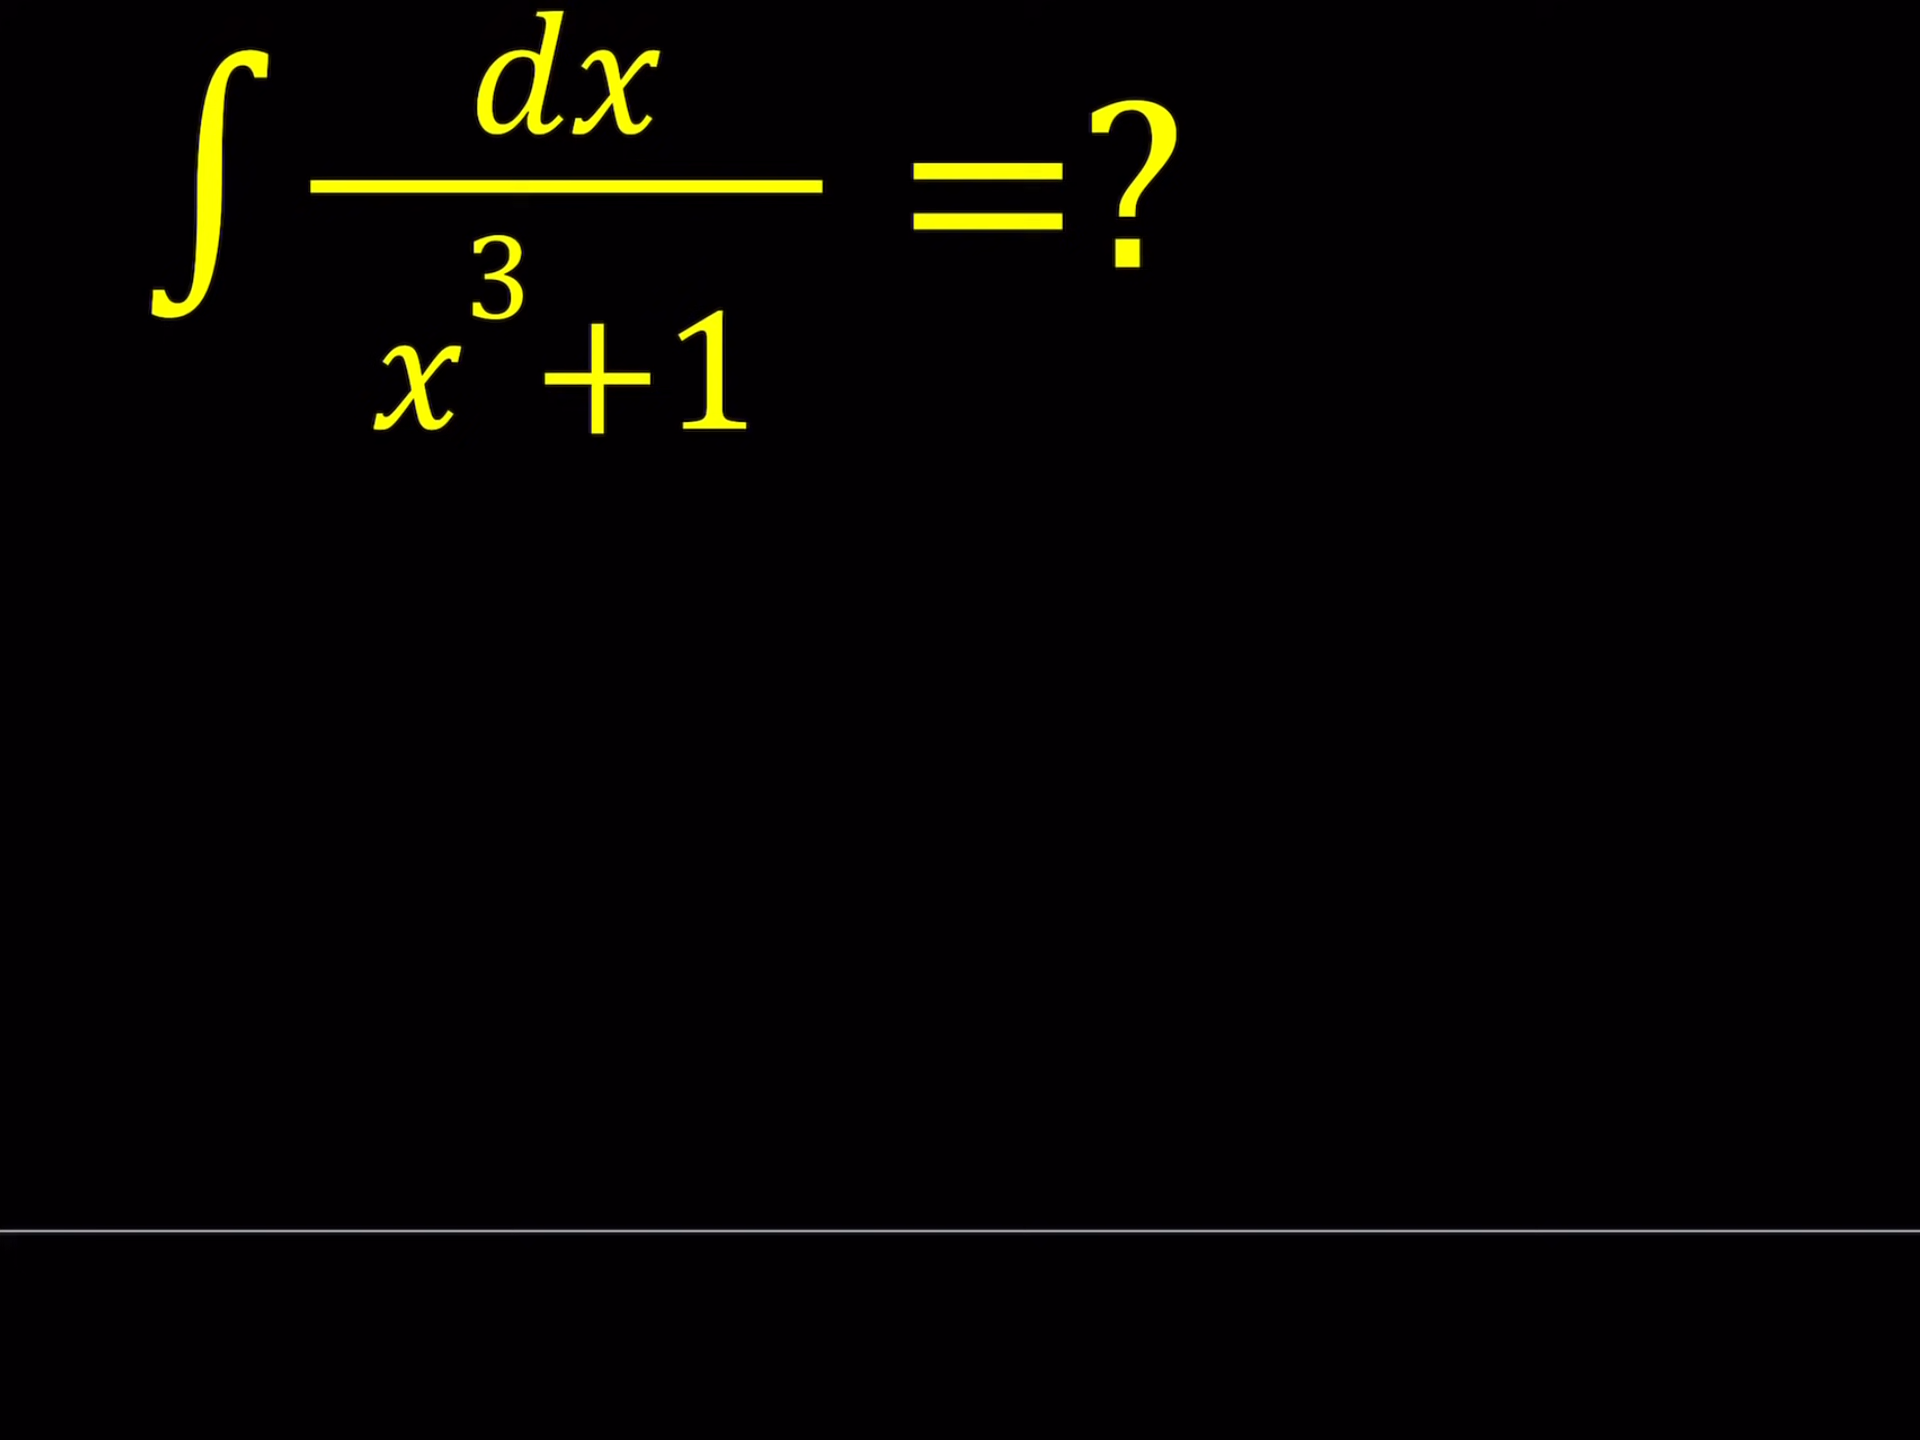 ∫ dx / (x³+1) =?